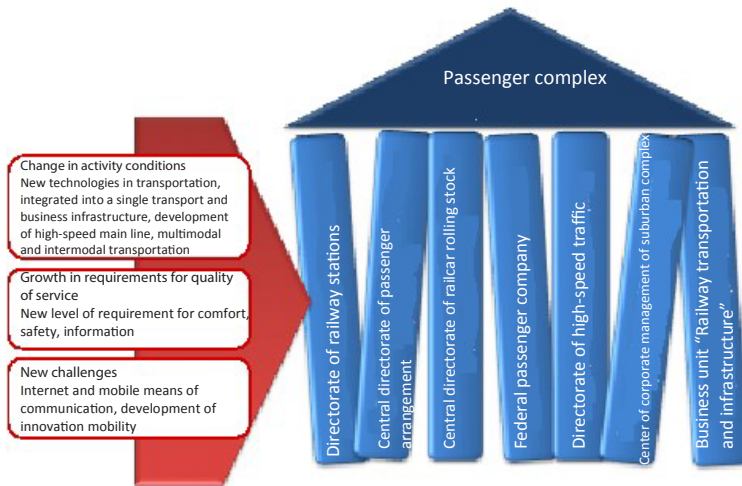 Passenger complex
Change in activity conditions
New technologies in transportation,
integrated into a single transport and
business infrastructure, development
of high-speed main line, multimodal
and intermodal transportation
Growth in requirements for quality
of service
New level of requirement for comfort,
safety, information
New challenges
Internet and mobile means of
communication, development of
innovation mobility
Directorate of railway stations
Central directorate of passenger
arrangement
Central directorate of railcar rolling stock
Federal passenger company
Directorate of high-speed traffic
Center of corporate management of suburban complex
Business unit “Railway transportation
and infrastructure”